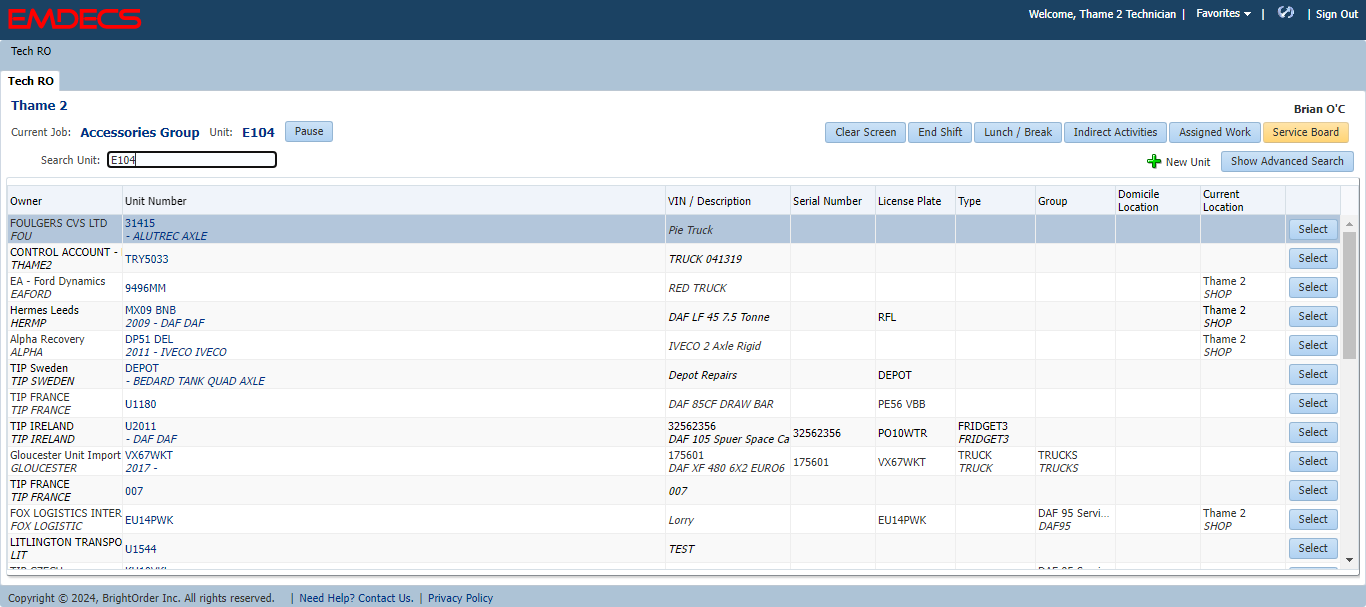 EMDECS
Welcome, Thame 2 Technician | Favorites | | Sign Out
Tech RO
Tech RO
Thame 2
Brian O'C
Current Job: Accessories Group Unit: E104 Pause
Clear Screen End Shift Lunch / Break Indirect Activities Assigned Work Service Board
Search Unit: E104
New Unit Show Advanced Search
Owner Unit Number VIN / Description Serial Number License Plate Type Group Domicile Location Current Location
FOULGERS CVS LTD 31415 Pie Truck Select
FOU - ALUTREC AXLE
CONTROL ACCOUNT - TRY5033 TRUCK 041319 Select
THAME2
EA - Ford Dynamics 9496MM RED TRUCK Thame 2 Select
EAFORD SHOP
Hermes Leeds MX09 BNB DAF LF 45 7.5 Tonne RFL Thame 2 Select
HERMP 2009 - DAF DAF SHOP
Alpha Recovery DP51 DEL IVECO 2 Axle Rigid Thame 2 Select
ALPHA 2011 - IVECO IVECO SHOP
TIP Sweden DEPOT Depot Repairs DEPOT Select
TIP SWEDEN - BEDARD TANK QUAD AXLE
TIP FRANCE U1180 DAF 85CF DRAW BAR PE56 VBB Select
TIP FRANCE
TIP IRELAND U2011 32562356 32562356 PO10WTR FRIDGET3 Select
TIP IRELAND - DAF DAF DAF 105 Spuer Space Ca FRIDGET3
Gloucester Unit Import VX67WKT 175601 175601 VX67WKT TRUCK TRUCKS Select
GLOUCESTER 2017 - DAF XF 480 6X2 EURO6 TRUCK TRUCKS
TIP FRANCE 007 007 Select
TIP FRANCE
FOX LOGISTICS INTER EU14PWK Lorry EU14PWK DAF 95 Servi... Thame 2 Select
FOX LOGISTIC DAF95 SHOP
LITLINGTON TRANSPO U1544 TEST Select
LIT
Copyright © 2024, BrightOrder Inc. All rights reserved. | Need Help? Contact Us. | Privacy Policy